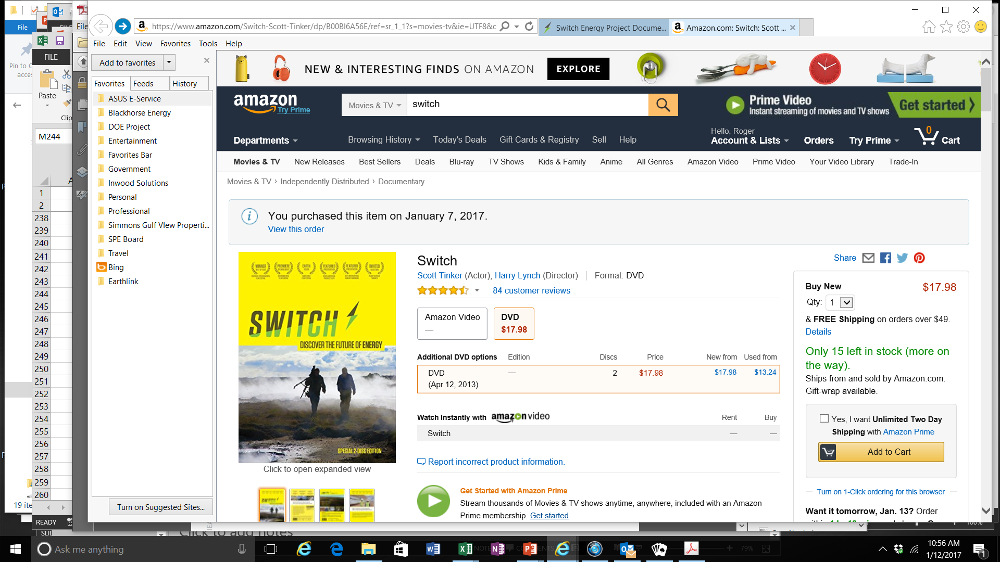 File
FILE
Paste
Clip
M244
1
2
238
239
240
241
242
243
244
245
246
247
248
249
250
251
252
253
254
255
256
257
258
259
260
READY
https://www.amazon.com/Switch-Scott-Tinker/dp/B00BI6A56E/ref=sr_1_1?s=movies-tv&ie=UTF8&c
Switch Energy Project Docume...
Amazon.com: Switch: Scott ...
File Edit View Favorites Tools Help
Add to favorites
Favorites Feeds History
ASUS E-Service
Blackhorse Energy
DOE Project
Entertainment
Favorites Bar
Government
Inwood Solutions
Personal
Professional
Simmons Gulf VIew Properti...
SPE Board
Travel
Bing
Earthlink
Turn on Suggested Sites...
NEW & INTERESTING FINDS ON AMAZON EXPLORE
amazon
Try Prime
Movies & TV
switch
Prime Video
Instant streaming of movies and TV shows
Get started
Departments
Browsing History Today's Deals Gift Cards & Registry Sell Help
Hello, Roger
Account & Lists Orders Try Prime 0 Cart
Movies & TV New Releases Best Sellers Deals Blu-ray TV Shows Kids & Family Anime All Genres Amazon Video Prime Video Your Video Library Trade-In
Movies & TV › Independently Distributed › Documentary
You purchased this item on January 7, 2017.
View this order
SWITCH
DISCOVER THE FUTURE OF ENERGY
SPECIAL 2-DISC EDITION
Click to open expanded view
Switch
Scott Tinker (Actor), Harry Lynch (Director) | Format: DVD
84 customer reviews
Amazon Video
—
DVD
$17.98
Additional DVD options Edition Discs Price New from Used from
DVD — 2 $17.98 $17.98 $13.24
(Apr 12, 2013)
Watch Instantly with amazon video Rent Buy
Switch — —
Report incorrect product information.
Get Started with Amazon Prime
Stream thousands of Movies & TV shows anytime, anywhere, included with an Amazon
Prime membership. Get started
Share
Buy New $17.98
Qty: 1
& FREE Shipping on orders over $49.
Details
Only 15 left in stock (more on
the way).
Ships from and sold by Amazon.com.
Gift-wrap available.
Yes, I want Unlimited Two Day
Shipping with Amazon Prime
Add to Cart
Turn on 1-Click ordering for this browser
Want it tomorrow, Jan. 13? Order
Click to add notes
Ask me anything
79%
10:56 AM
1/12/2017
1